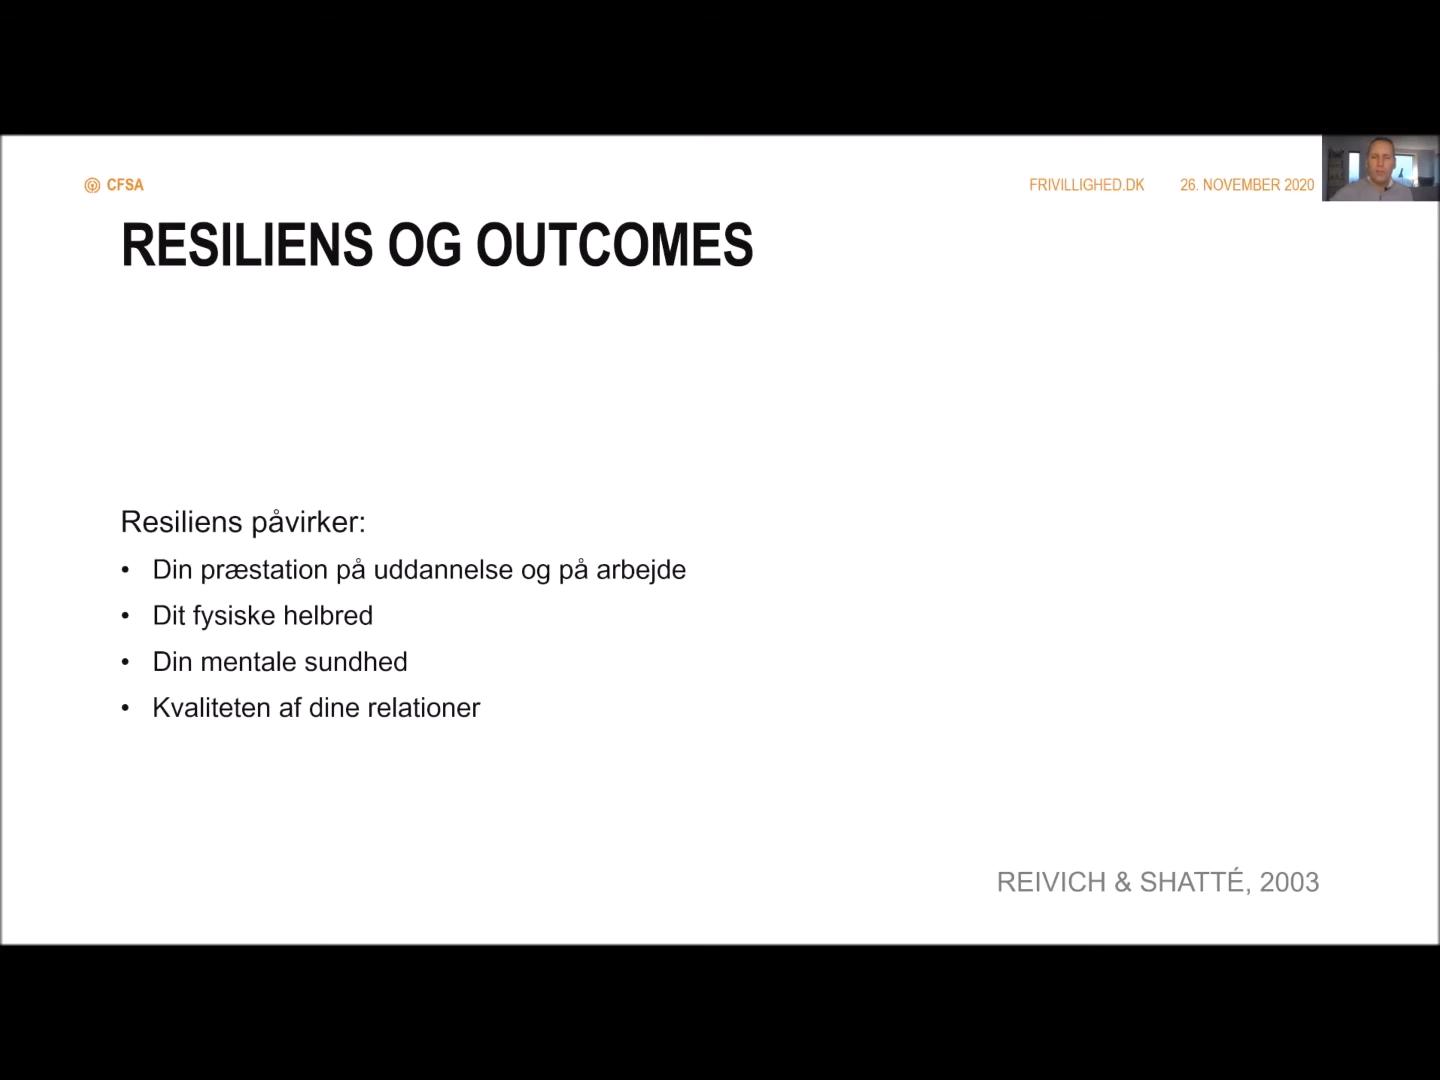 CFSA
FRIVILLIGHED.DK
26. NOVEMBER 2020
RESILIENS OG OUTCOMES
Resiliens påvirker:
• Din præstation på uddannelse og på arbejde
• Dit fysiske helbred
• Din mentale sundhed
• Kvaliteten af dine relationer
REIVICH & SHATTÉ, 2003